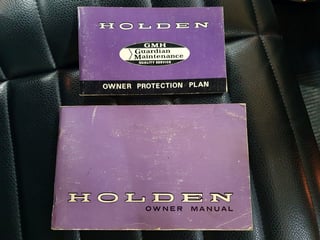 HOLDEN
GMH
Guardian
Maintenance
QUALITY SERVICE
OWNER PROTECTION PLAN
HOLDEN
OWNER MANUAL